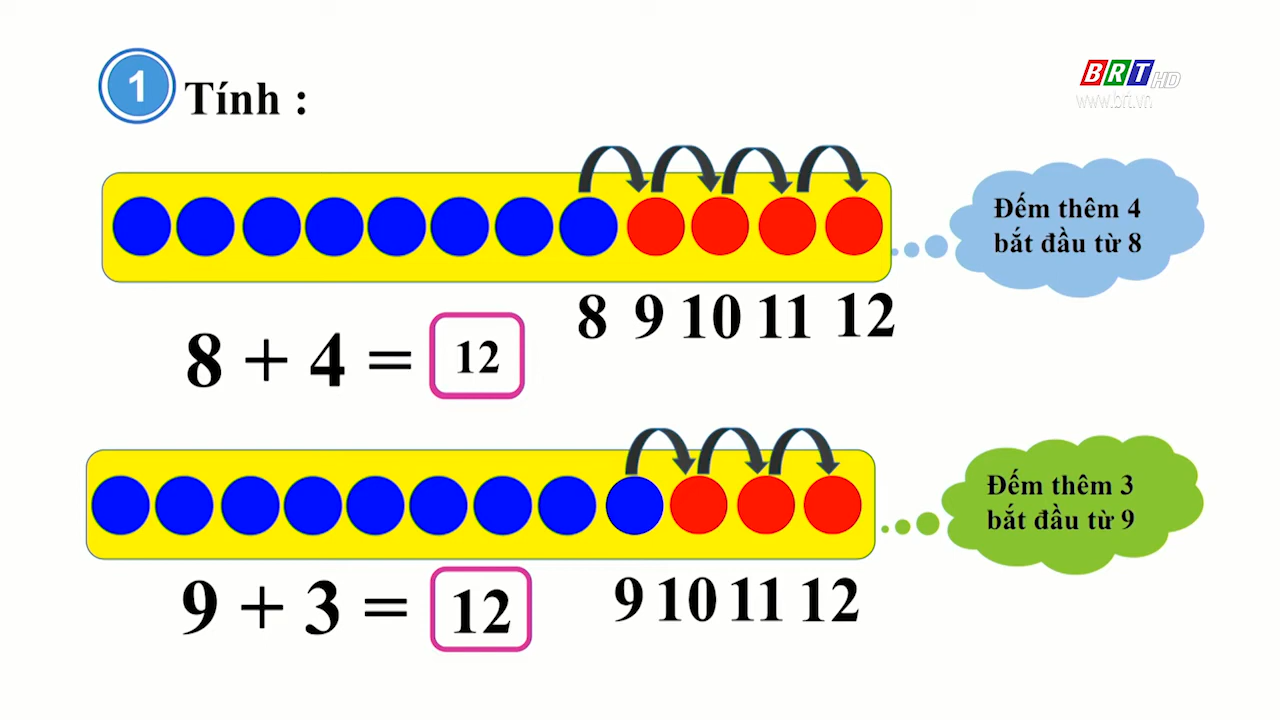 1 Tính :
BRT HD
www.brt.vn
Đếm thêm 4
bắt đầu từ 8
8 9 10 11 12
8 + 4 = 12
Đếm thêm 3
bắt đầu từ 9
9 10 11 12
9 + 3 = 12